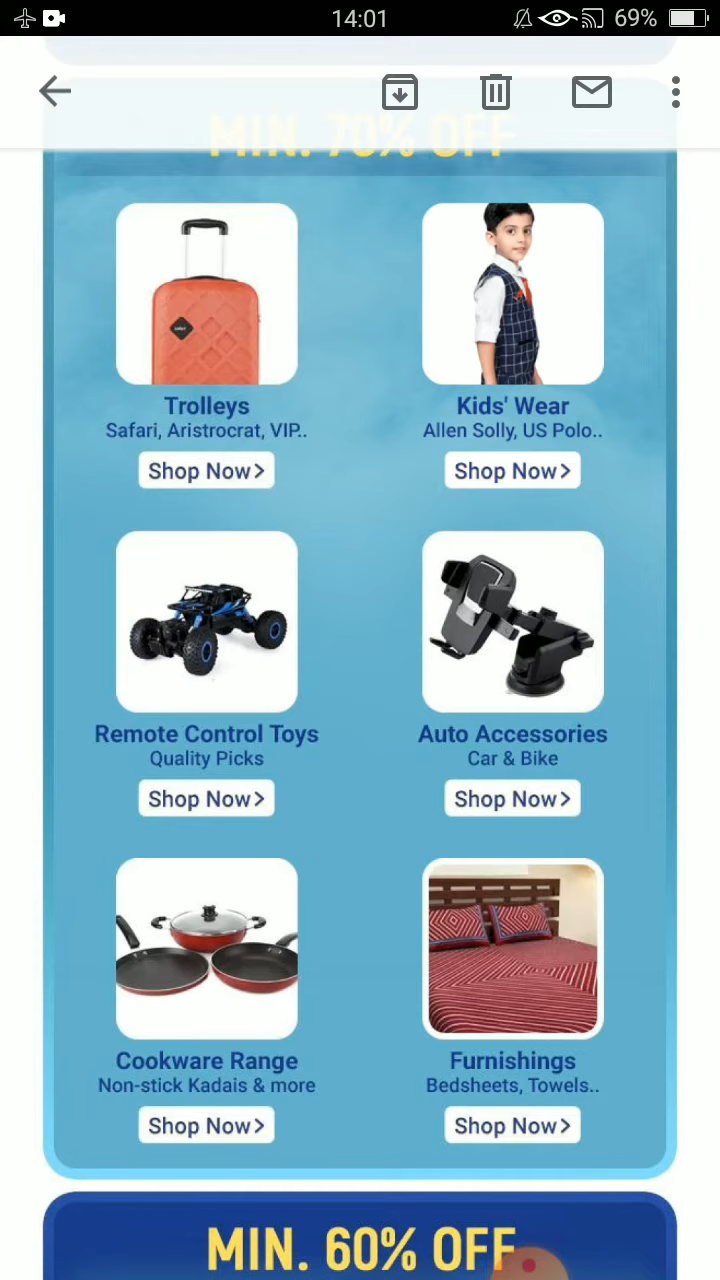 14:01
69%
MIN. 70% OFF
Trolleys
Safari, Aristrocrat, VIP..
Shop Now>
Kids' Wear
Allen Solly, US Polo..
Shop Now>
Remote Control Toys
Quality Picks
Shop Now>
Auto Accessories
Car & Bike
Shop Now>
Cookware Range
Non-stick Kadais & more
Shop Now>
Furnishings
Bedsheets, Towels..
Shop Now>
MIN. 60% OFF